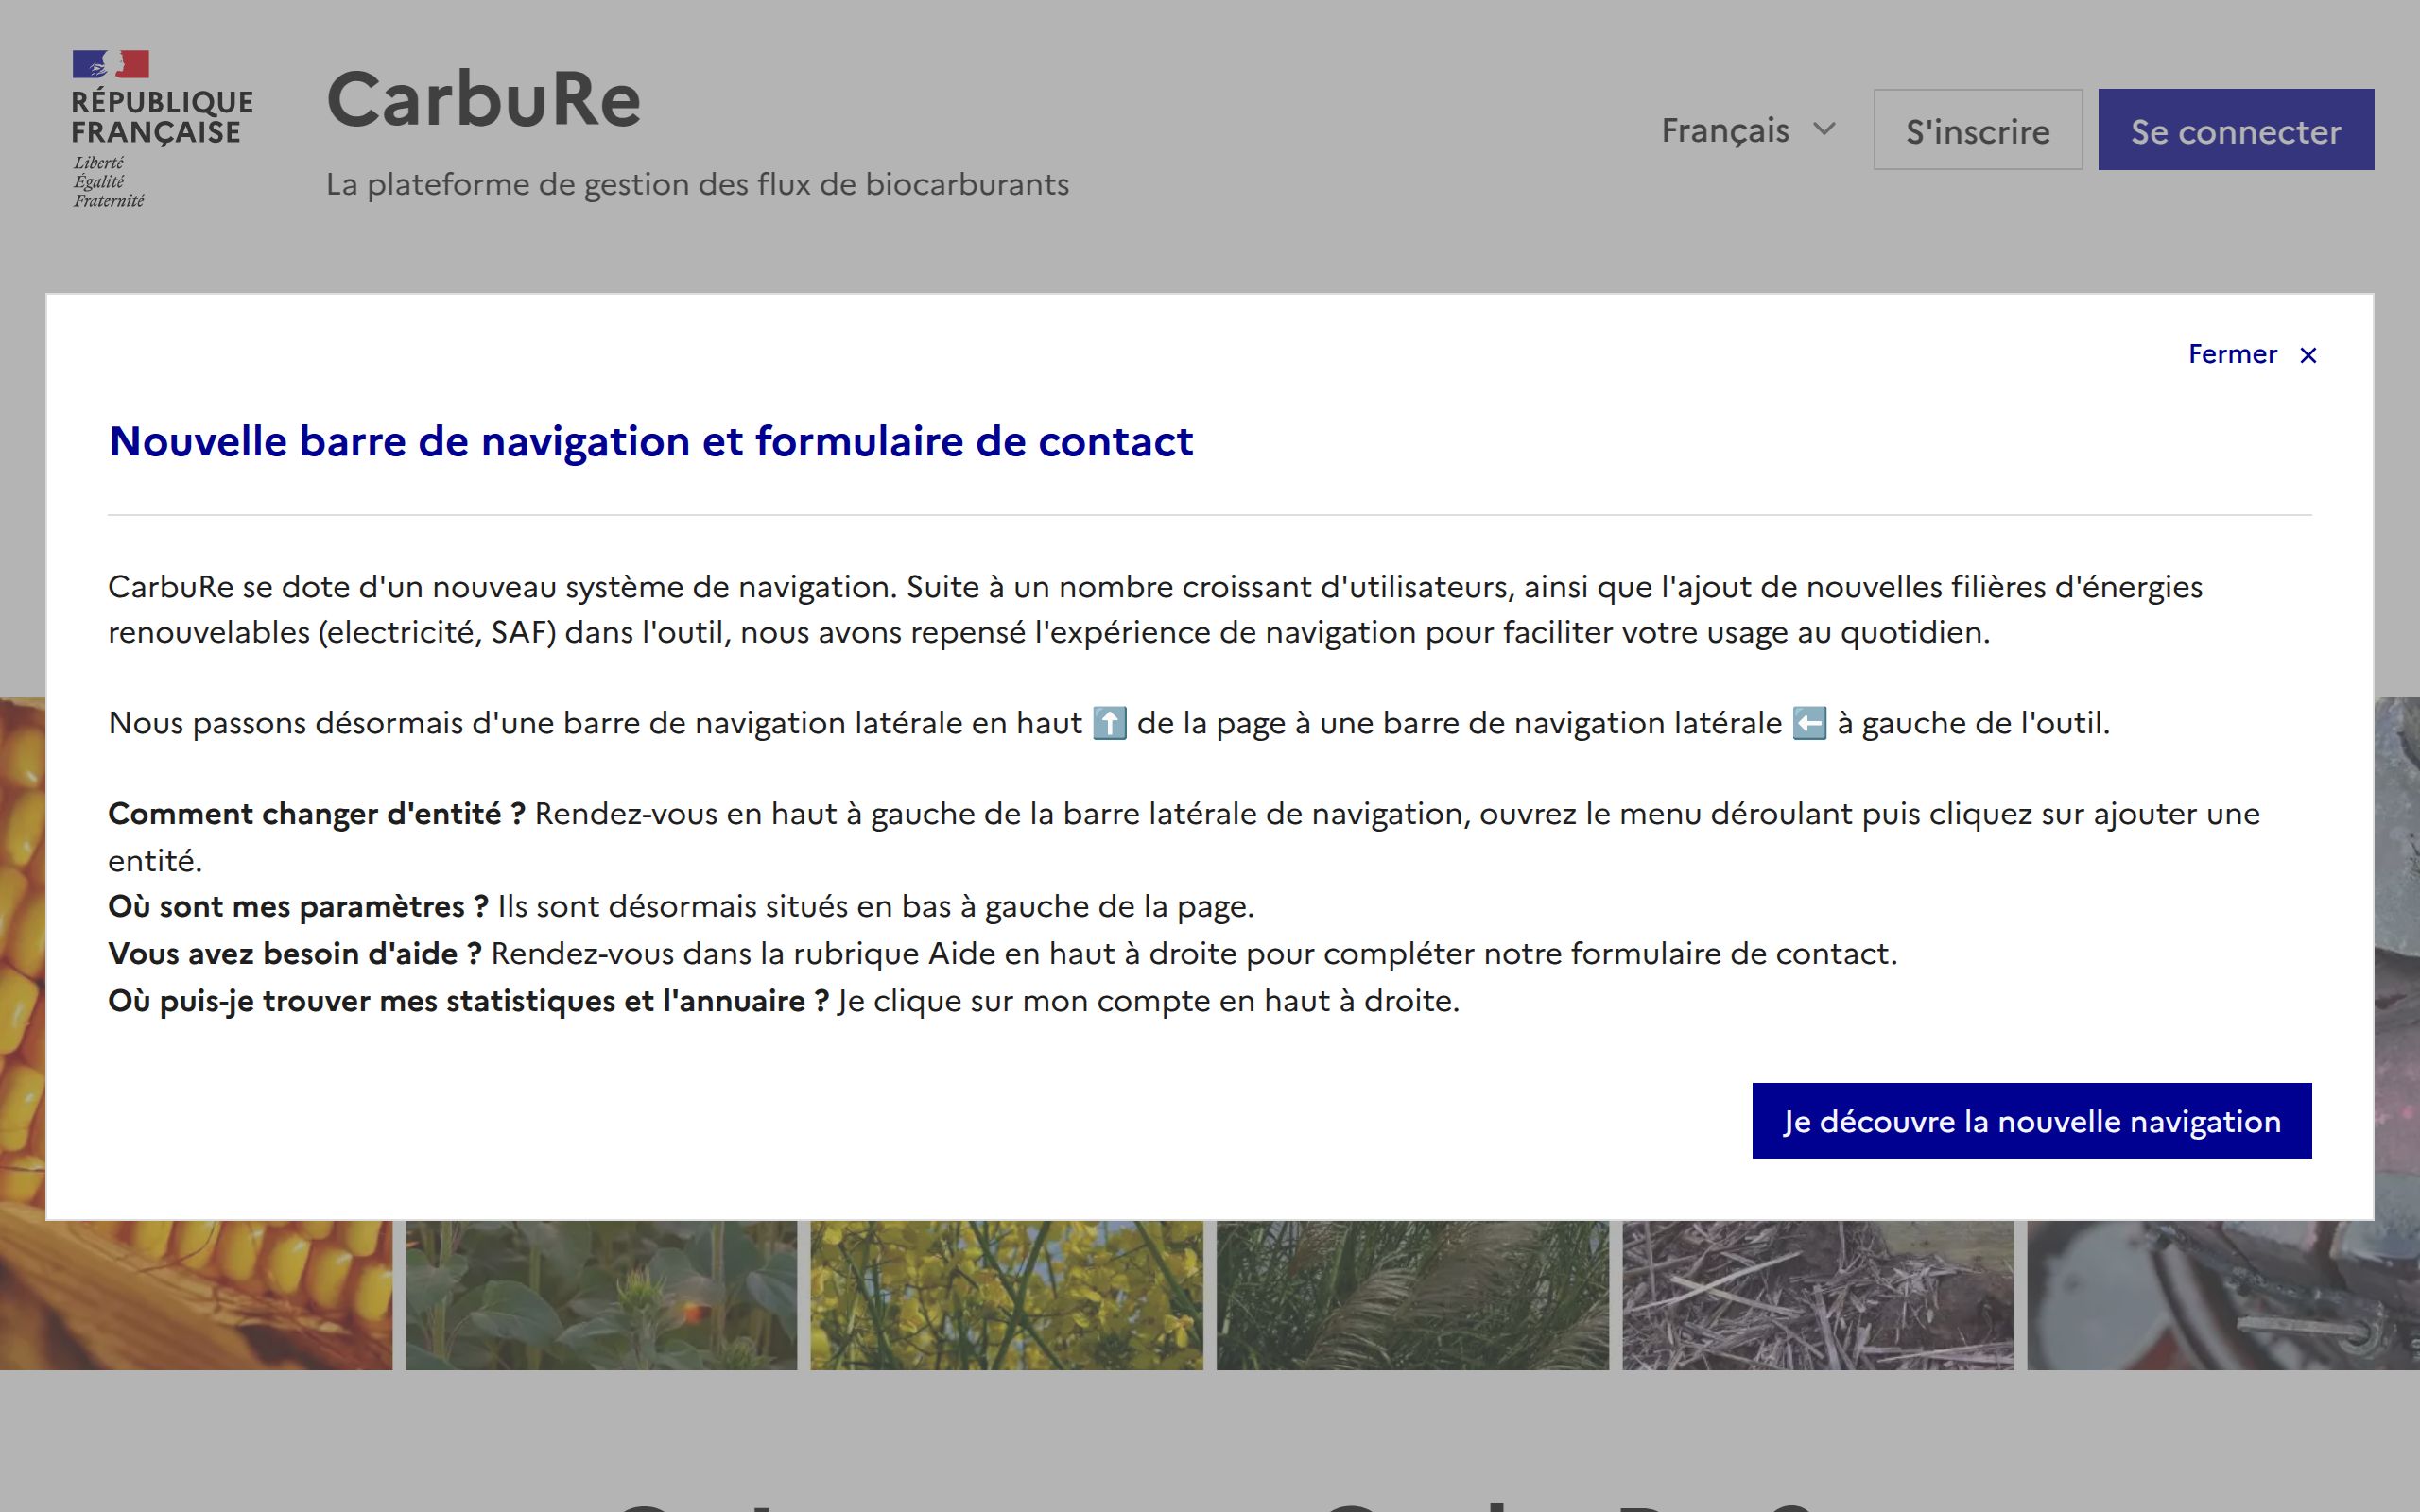 RÉPUBLIQUE
FRANÇAISE
Liberté
Égalité
Fraternité
CarbuRe
La plateforme de gestion des flux de biocarburants
Français
S'inscrire
Se connecter
Fermer
Nouvelle barre de navigation et formulaire de contact
CarbuRe se dote d'un nouveau système de navigation. Suite à un nombre croissant d'utilisateurs, ainsi que l'ajout de nouvelles filières d'énergies
renouvelables (electricité, SAF) dans l'outil, nous avons repensé l'expérience de navigation pour faciliter votre usage au quotidien.
Nous passons désormais d'une barre de navigation latérale en haut ⬆️ de la page à une barre de navigation latérale ⬅️ à gauche de l'outil.
Comment changer d'entité ? Rendez-vous en haut à gauche de la barre latérale de navigation, ouvrez le menu déroulant puis cliquez sur ajouter une
entité.
Où sont mes paramètres ? Ils sont désormais situés en bas à gauche de la page.
Vous avez besoin d'aide ? Rendez-vous dans la rubrique Aide en haut à droite pour compléter notre formulaire de contact.
Où puis-je trouver mes statistiques et l'annuaire ? Je clique sur mon compte en haut à droite.
Je découvre la nouvelle navigation